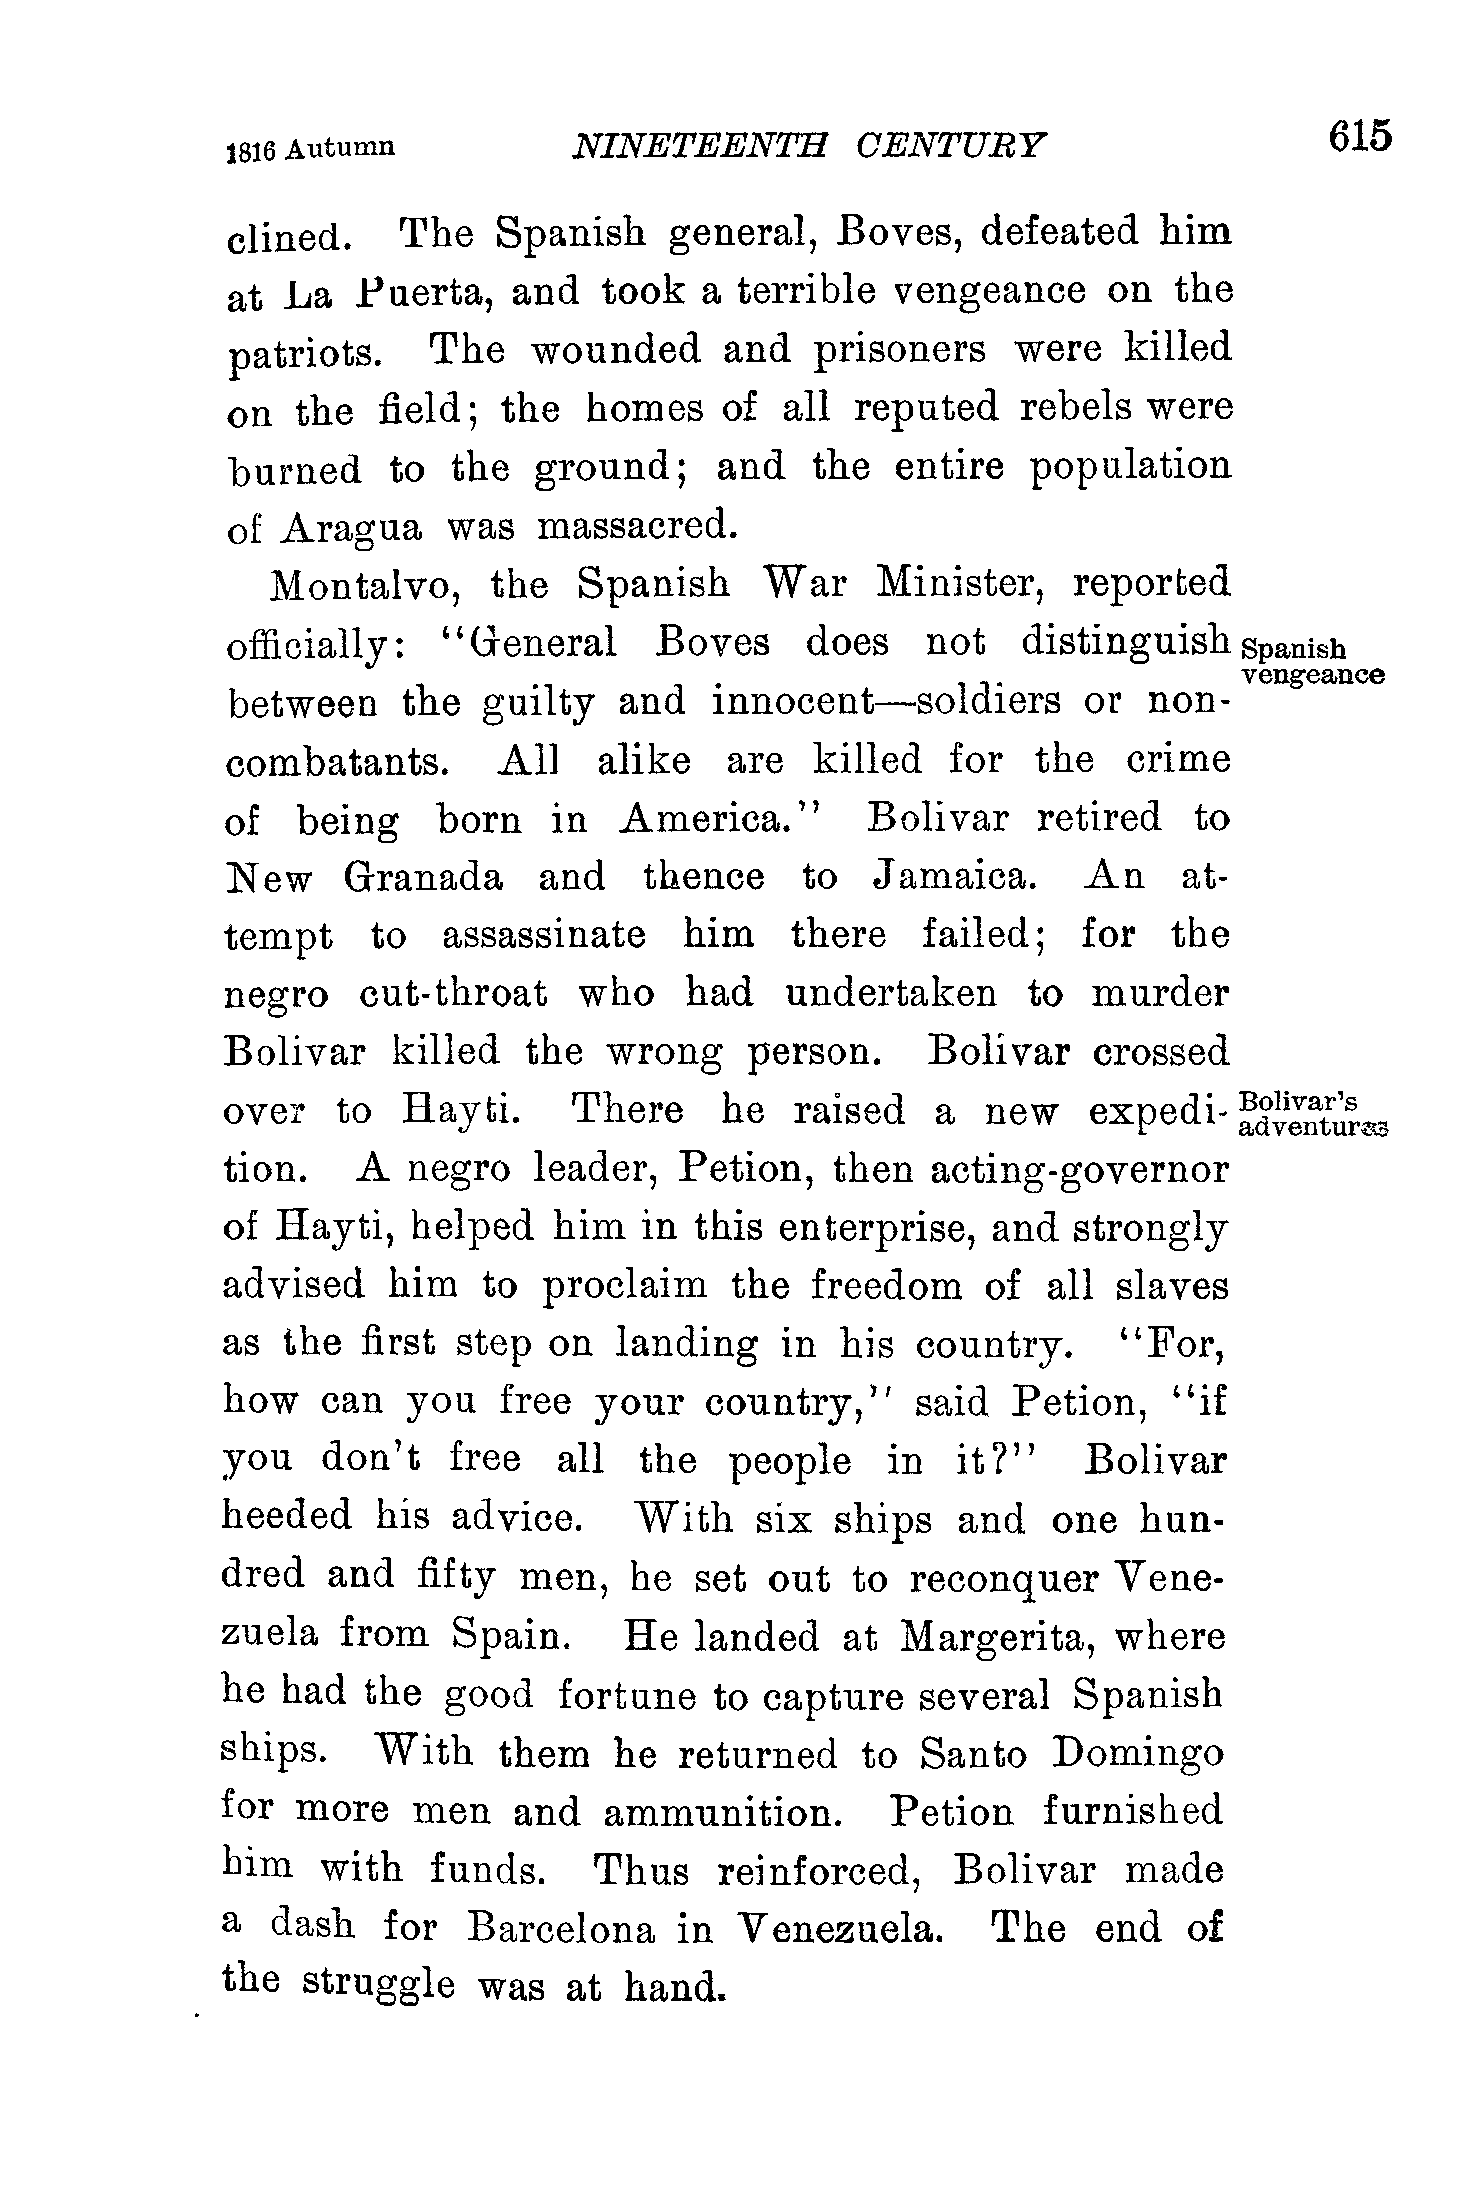 1816 Autumn NINETEENTH CENTURY 615
clined. The Spanish general, Boves, defeated him
at La Puerta, and took a terrible vengeance on the
patriots. The wounded and prisoners were killed
on the field; the homes of all reputed rebels were
burned to the ground; and the entire population
of Aragua was massacred.
Montalvo, the Spanish War Minister, reported
officially: "General Boves does not distinguish
Spanish
vengeance
between the guilty and innocent—soldiers or non-
combatants. All alike are killed for the crime
of being born in America." Bolivar retired to
New Granada and thence to Jamaica. An at-
tempt to assassinate him there failed; for the
negro cut-throat who had undertaken to murder
Bolivar killed the wrong person. Bolivar crossed
over to Hayti. There he raised a new expedi-
Bolivar's
adventures
tion. A negro leader, Petion, then acting-governor
of Hayti, helped him in this enterprise, and strongly
advised him to proclaim the freedom of all slaves
as the first step on landing in his country. "For,
how can you free your country," said Petion, "if
you don't free all the people in it?" Bolivar
heeded his advice. With six ships and one hun-
dred and fifty men, he set out to reconquer Vene-
zuela from Spain. He landed at Margerita, where
he had the good fortune to capture several Spanish
ships. With them he returned to Santo Domingo
for more men and ammunition. Petion furnished
him with funds. Thus reinforced, Bolivar made
a dash for Barcelona in Venezuela. The end of
the struggle was at hand.